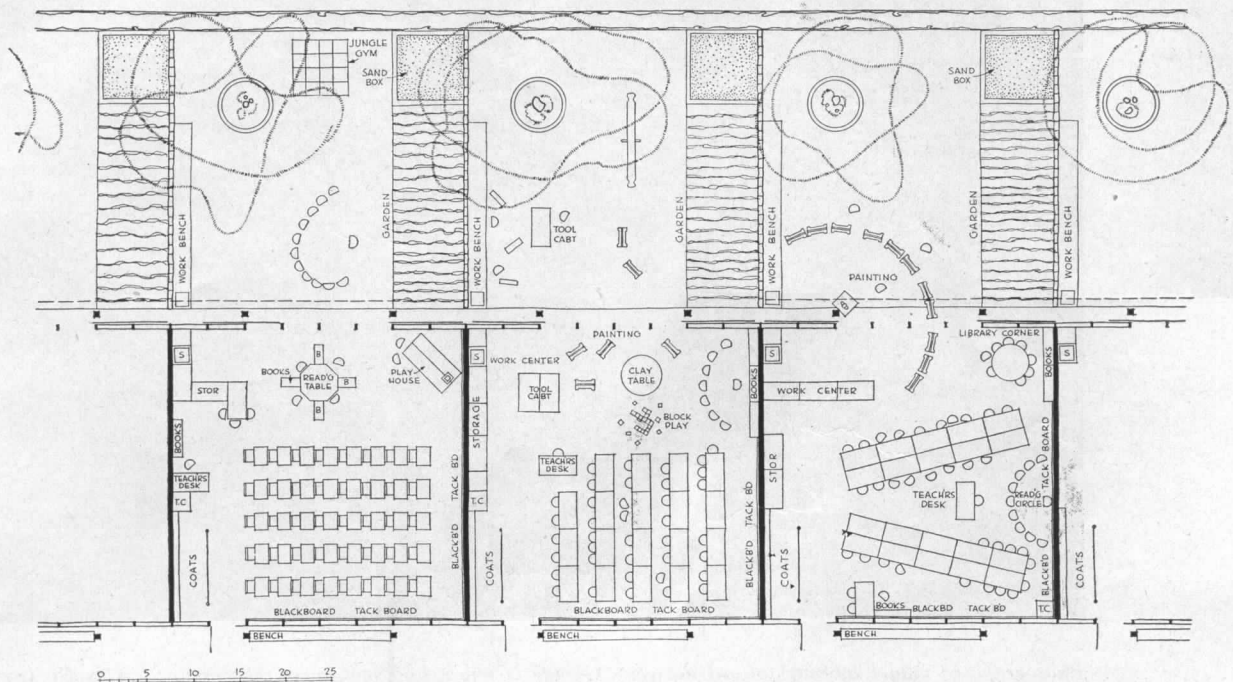 JUNGLE
GYM
SAND
BOX
SAND
BOX
GARDEN
GARDEN
GARDEN
WORK BENCH
WORK BENCH
WORK BENCH
WORK BENCH
TOOL
CABT
PAINTING
B
S
STOR
BOOKS
B
READ'G
TABLE
B
B
PLAY
HOUSE
BOOKS
TEACHRS
DESK
T.C
COATS
BLACKB'D
TACK B'D
BLACKBOARD
TACK BOARD
BENCH
S
WORK CENTER
PAINTING
TOOL
CABT
CLAY
TABLE
BLOCK
PLAY
BOOKS
STORAGE
TEACHRS
DESK
T.C
COATS
BLACKB'D
TACK B'D
BLACKBOARD
TACK BOARD
BENCH
S
WORK CENTER
LIBRARY CORNER
BOOKS
STOR
TEACH'RS
DESK
READ'G
CIRCLE
TACK BOARD
BLACKB'D
COATS
BOOKS
BLACKBD
TACK BD
T.C
BENCH
S
COATS
0 5 10 15 20 25